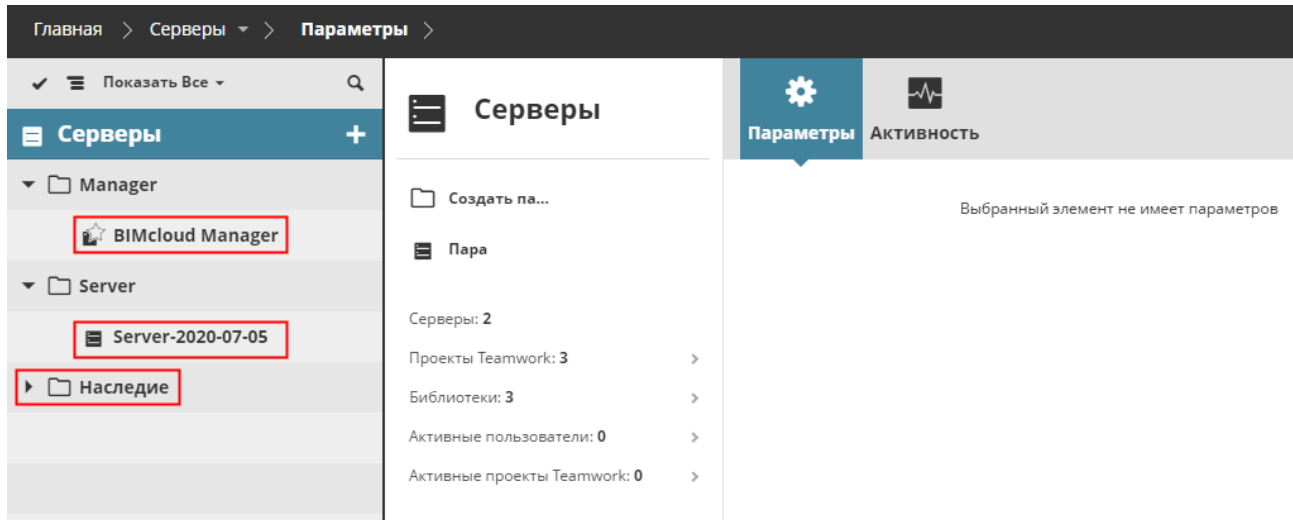 Главная > Серверы > Параметры >
Показать Все
Серверы
Manager
BIMcloud Manager
Server
Server-2020-07-05
Наследие
Серверы
Создать па...
Пара
Серверы: 2
Проекты Teamwork: 3
Библиотеки: 3
Активные пользователи: 0
Активные проекты Teamwork: 0
Параметры
Активность
Выбранный элемент не имеет параметров